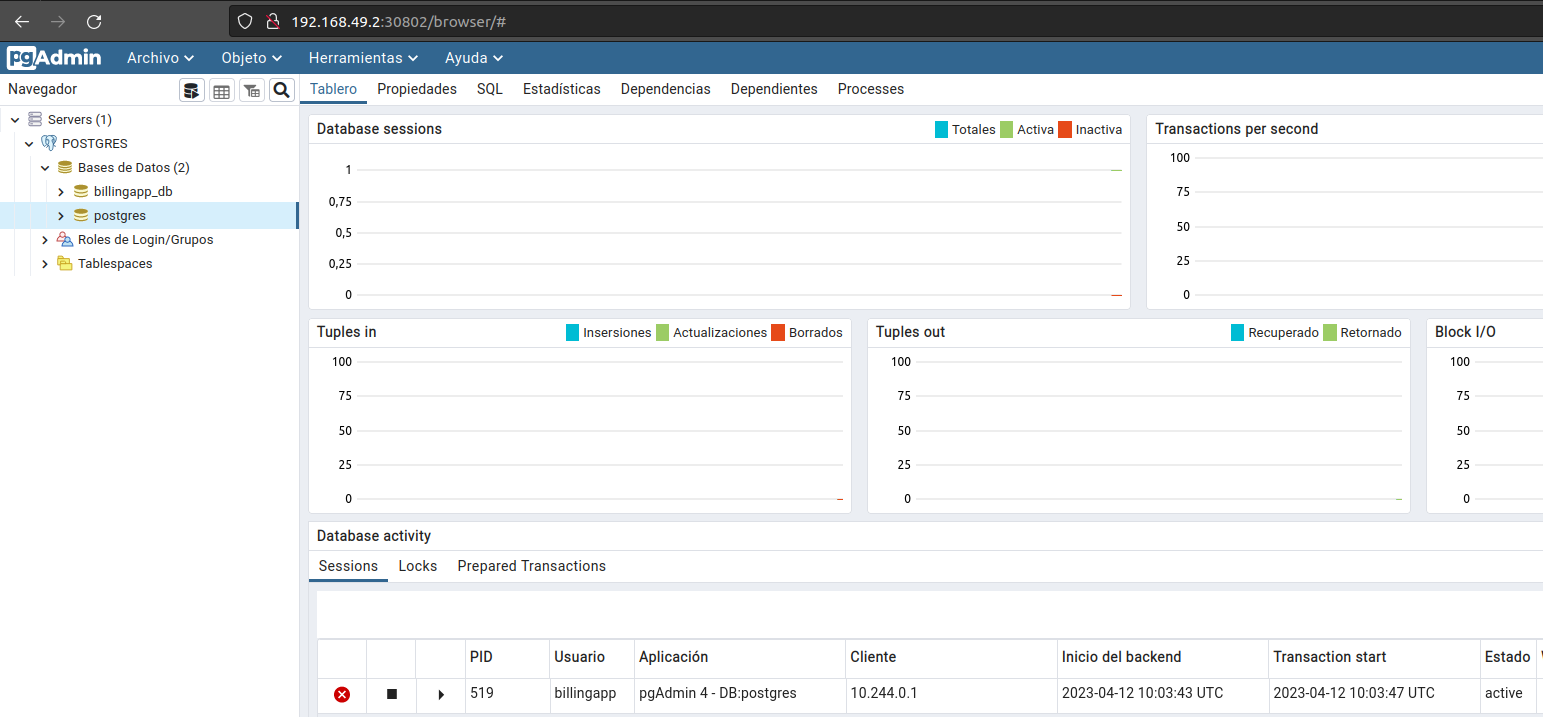 192.168.49.2:30802/browser/#
pgAdmin Archivo Objeto Herramientas Ayuda
Navegador
Tablero Propiedades SQL Estadísticas Dependencias Dependientes Processes
Servers (1)
POSTGRES
Bases de Datos (2)
billingapp_db
postgres
Roles de Login/Grupos
Tablespaces
Database sessions
Totales Activa Inactiva
1
0,75
0,5
0,25
0
Transactions per second
100
75
50
25
0
Tuples in
Insersiones Actualizaciones Borrados
100
75
50
25
0
Tuples out
Recuperado Retornado
100
75
50
25
0
Block I/O
100
75
50
25
0
Database activity
Sessions Locks Prepared Transactions
PID Usuario Aplicación Cliente Inicio del backend Transaction start Estado
519 billingapp pgAdmin 4 - DB:postgres 10.244.0.1 2023-04-12 10:03:43 UTC 2023-04-12 10:03:47 UTC active